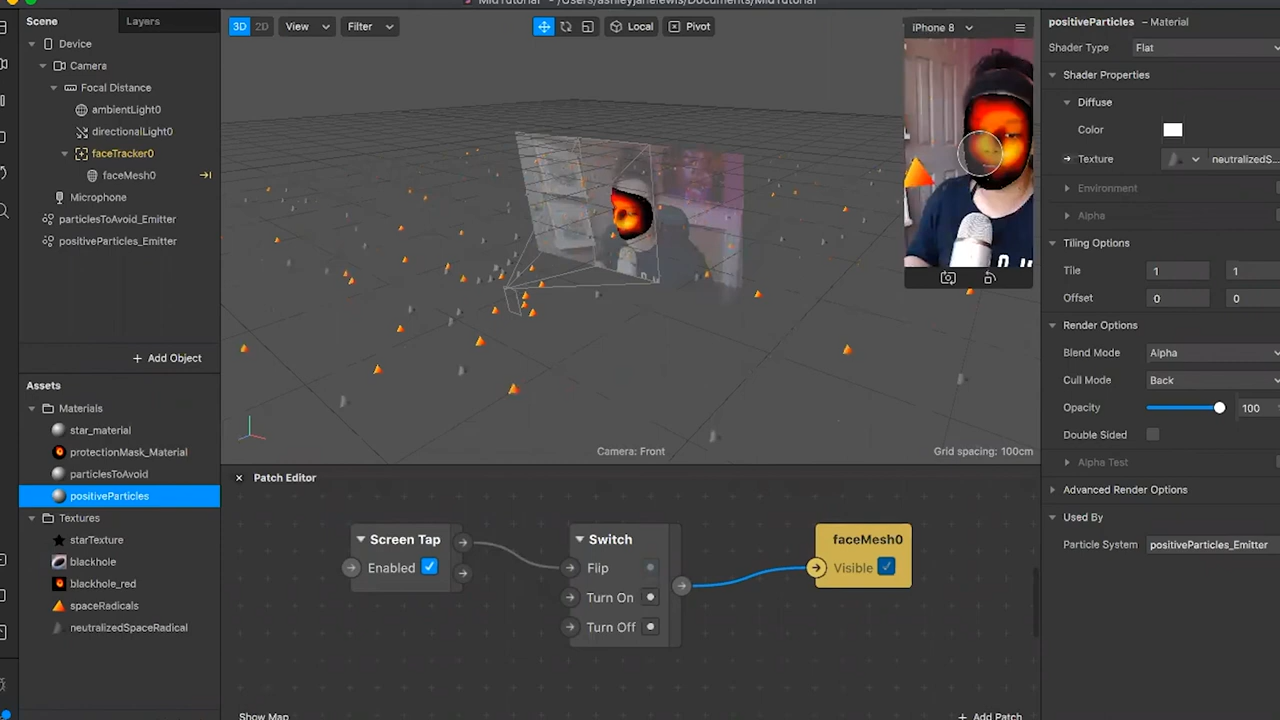 MidTutorial - /Users/ashleyjanelewis/Documents/MidTutorial
Scene
Layers
Device
Camera
Focal Distance
ambientLight0
directionalLight0
faceTracker0
faceMesh0
Microphone
particlesToAvoid_Emitter
positiveParticles_Emitter
+ Add Object
Assets
Materials
star_material
protectionMask_Material
particlesToAvoid
positiveParticles
Textures
starTexture
blackhole
blackhole_red
spaceRadicals
neutralizedSpaceRadical
3D 2D View Filter Local Pivot
iPhone 8
Camera: Front
Grid spacing: 100cm
Patch Editor
Screen Tap
Enabled
Switch
Flip
Turn On
Turn Off
faceMesh0
Visible
Show Map
+ Add Patch
positiveParticles – Material
Shader Type Flat
Shader Properties
Diffuse
Color
Texture neutralizedS...
Environment
Alpha
Tiling Options
Tile 1 1
Offset 0 0
Render Options
Blend Mode Alpha
Cull Mode Back
Opacity 100
Double Sided
Alpha Test
Advanced Render Options
Used By
Particle System positiveParticles_Emitter